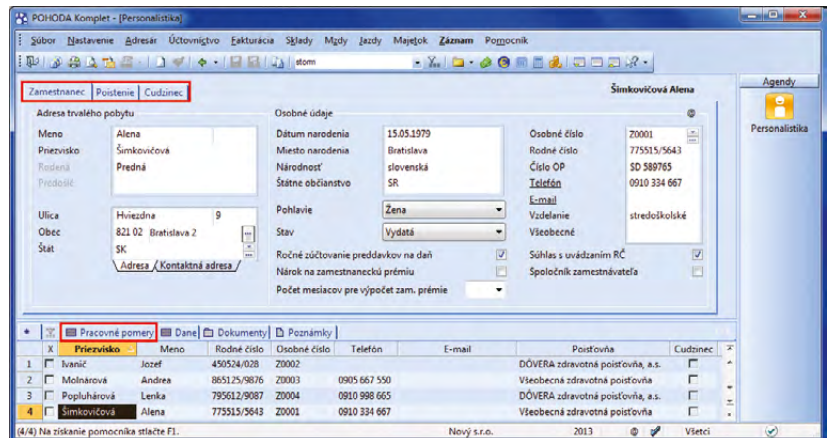 POHODA Komplet - [Personalistika]
Súbor Nastavenie Adresár Účtovníctvo Fakturácia Sklady Mzdy Jazdy Majetok Záznam Pomocník
stom
Zamestnanec Poistenie Cudzinec Šimkovičová Alena
Agendy
Personalistika
Adresa trvalého pobytu
Meno Alena
Priezvisko Šimkovičová
Rodená Predná
Predošlé
Ulica Hviezdna 9
Obec 821 02 Bratislava 2
Štát SK
Adresa Kontaktná adresa
Osobné údaje
Dátum narodenia 15.05.1979
Miesto narodenia Bratislava
Národnosť slovenská
Štátne občianstvo SR
Pohlavie Žena
Stav Vydatá
Ročné zúčtovanie preddavkov na daň
Nárok na zamestnaneckú prémiu
Počet mesiacov pre výpočet zam. prémie
Osobné číslo Z0001
Rodné číslo 775515/5643
Číslo OP SD 589765
Telefón 0910 334 667
E-mail
Vzdelanie stredoškolské
Všeobecné
Súhlas s uvádzaním RČ
Spoločník zamestnávateľa
Pracovné pomery Dane Dokumenty Poznámky
X Priezvisko Meno Rodné číslo Osobné číslo Telefón E-mail Poisťovňa Cudzinec
1 Ivanič Jozef 450524/028 Z0002 DÔVERA zdravotná poisťovňa, a.s.
2 Molnárová Andrea 865125/9876 Z0003 0905 667 550 Všeobecná zdravotná poisťovňa
3 Popluhárová Lenka 795612/9087 Z0004 0910 998 665 DÔVERA zdravotná poisťovňa, a.s.
4 Šimkovičová Alena 775515/5643 Z0001 0910 334 667 Všeobecná zdravotná poisťovňa
(4/4) Na získanie pomocníka stlačte F1. Nový s.r.o. 2013 @ Všetci